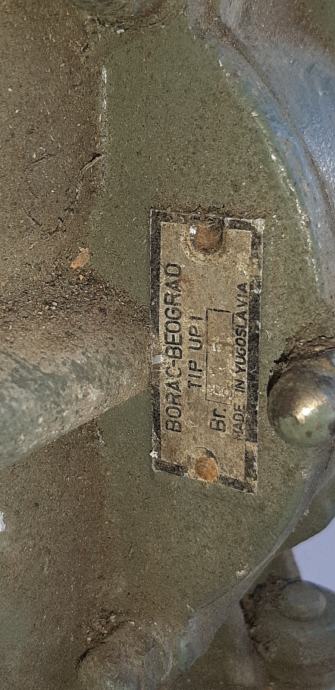 BORAC-BEOGRAD
TIP UP1
Br.
MADE IN YUGOSLAVIA